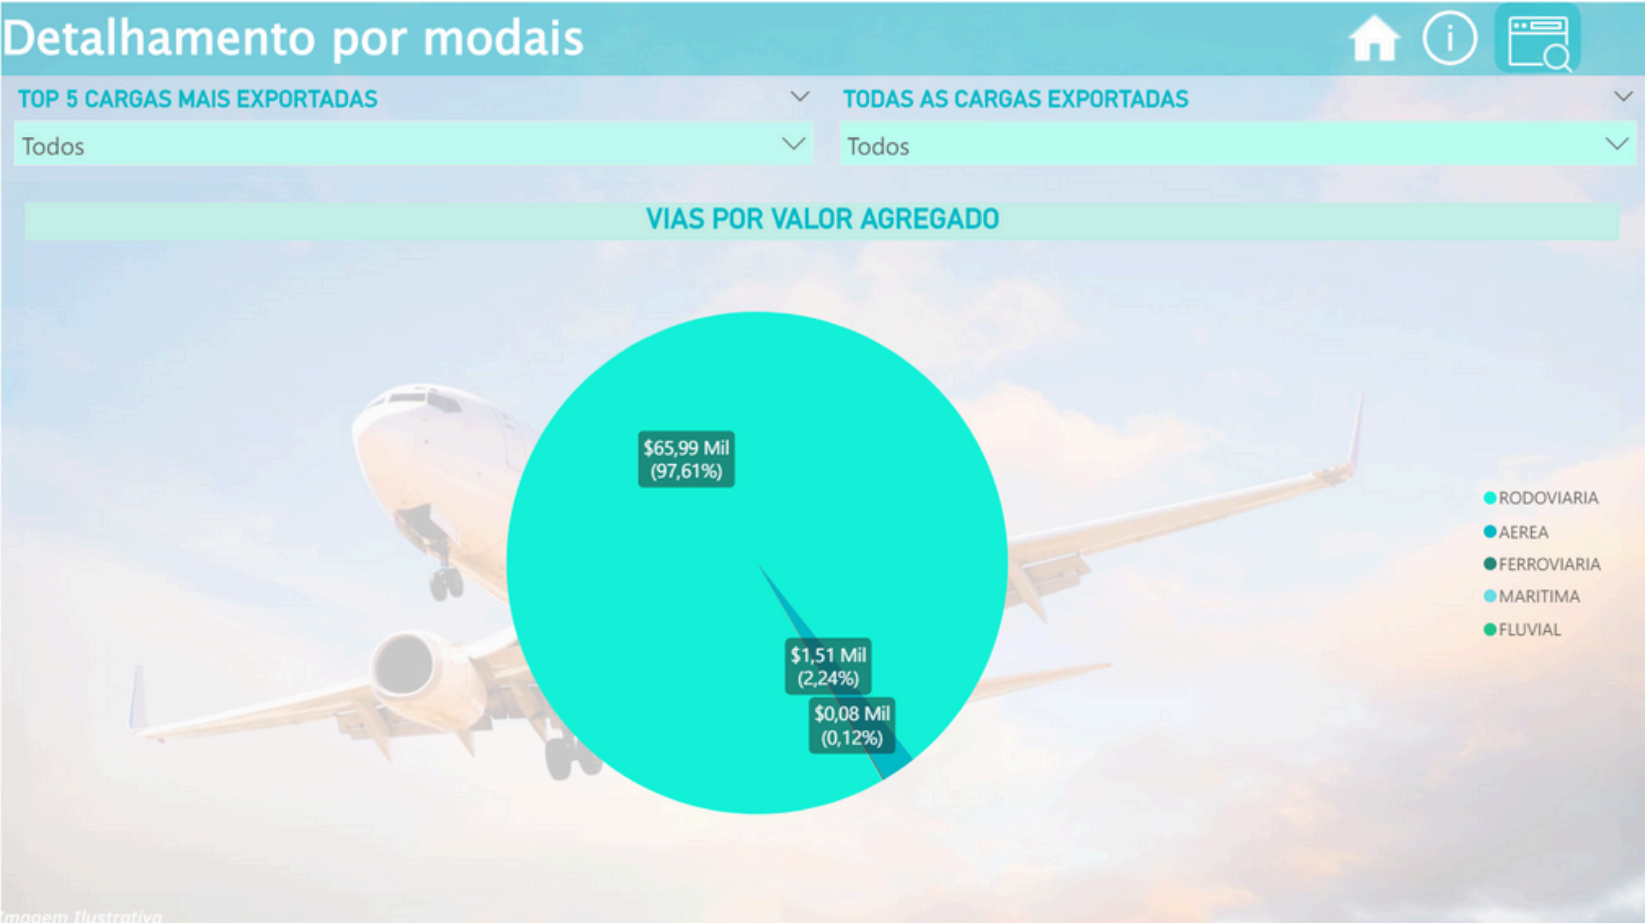 Detalhamento por modais
TOP 5 CARGAS MAIS EXPORTADAS
Todos
TODAS AS CARGAS EXPORTADAS
Todos
VIAS POR VALOR AGREGADO
$65,99 Mil
(97,61%)
$1,51 Mil
(2,24%)
$0,08 Mil
(0,12%)
RODOVIARIA
AEREA
FERROVIARIA
MARITIMA
FLUVIAL
Imagem Ilustrativa